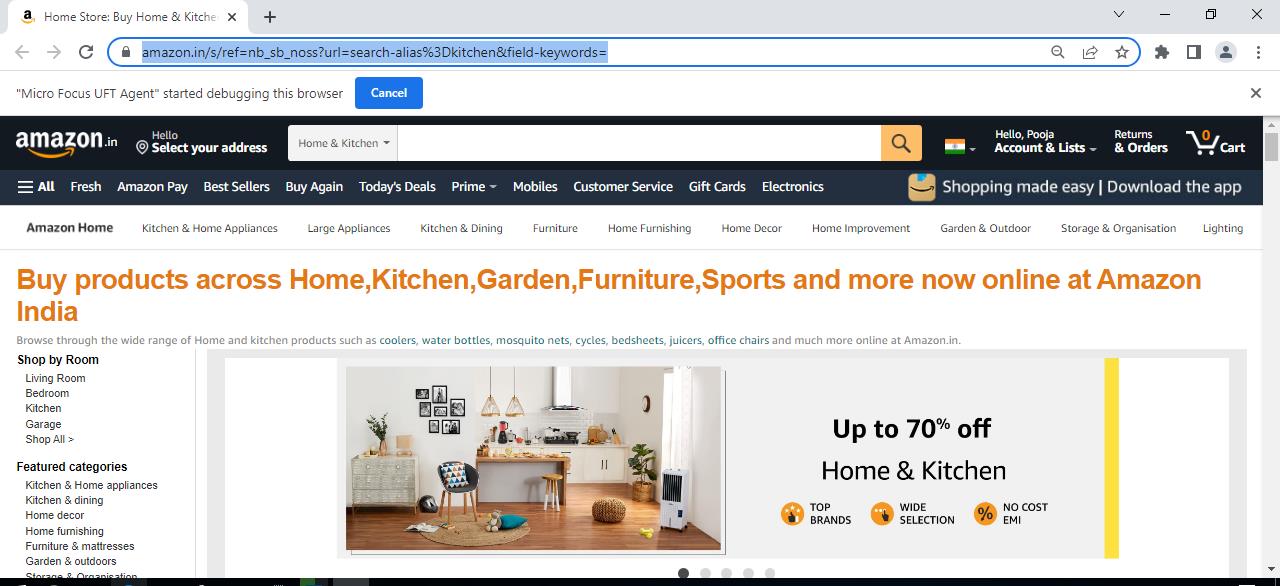 Home Store: Buy Home & Kitche
amazon.in/s/ref=nb_sb_noss?url=search-alias%3Dkitchen&field-keywords=
"Micro Focus UFT Agent" started debugging this browser
Cancel
amazon.in
Hello
Select your address
Home & Kitchen
Hello, Pooja
Account & Lists
Returns
& Orders
0
Cart
All Fresh Amazon Pay Best Sellers Buy Again Today's Deals Prime Mobiles Customer Service Gift Cards Electronics
Shopping made easy | Download the app
Amazon Home Kitchen & Home Appliances Large Appliances Kitchen & Dining Furniture Home Furnishing Home Decor Home Improvement Garden & Outdoor Storage & Organisation Lighting
Buy products across Home,Kitchen,Garden,Furniture,Sports and more now online at Amazon
India
Browse through the wide range of Home and kitchen products such as coolers, water bottles, mosquito nets, cycles, bedsheets, juicers, office chairs and much more online at Amazon.in.
Shop by Room
Living Room
Bedroom
Kitchen
Garage
Shop All >
Featured categories
Kitchen & Home appliances
Kitchen & dining
Home decor
Home furnishing
Furniture & mattresses
Garden & outdoors
Storage & Organisation
Up to 70% off
Home & Kitchen
TOP
BRANDS
WIDE
SELECTION
%
NO COST
EMI